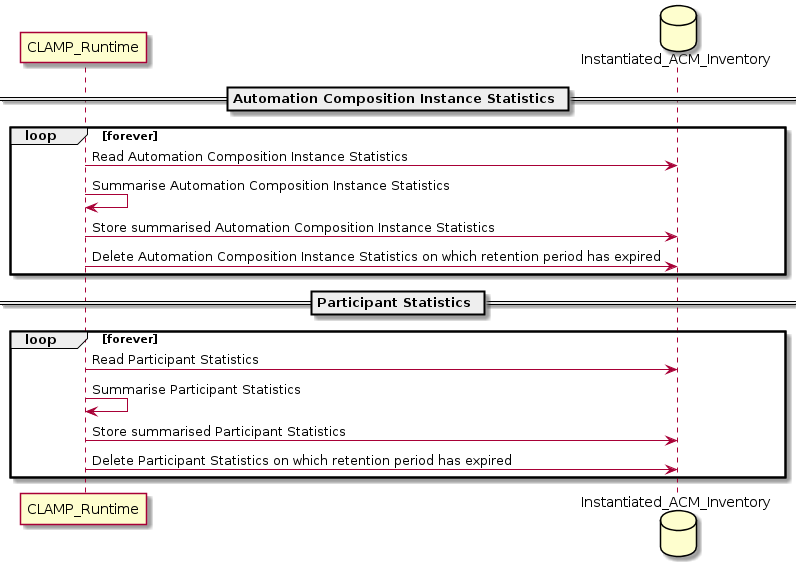 CLAMP_Runtime
Instantiated_ACM_Inventory
Automation Composition Instance Statistics
loop [forever]
Read Automation Composition Instance Statistics
Summarise Automation Composition Instance Statistics
Store summarised Automation Composition Instance Statistics
Delete Automation Composition Instance Statistics on which retention period has expired
Participant Statistics
loop [forever]
Read Participant Statistics
Summarise Participant Statistics
Store summarised Participant Statistics
Delete Participant Statistics on which retention period has expired
CLAMP_Runtime
Instantiated_ACM_Inventory